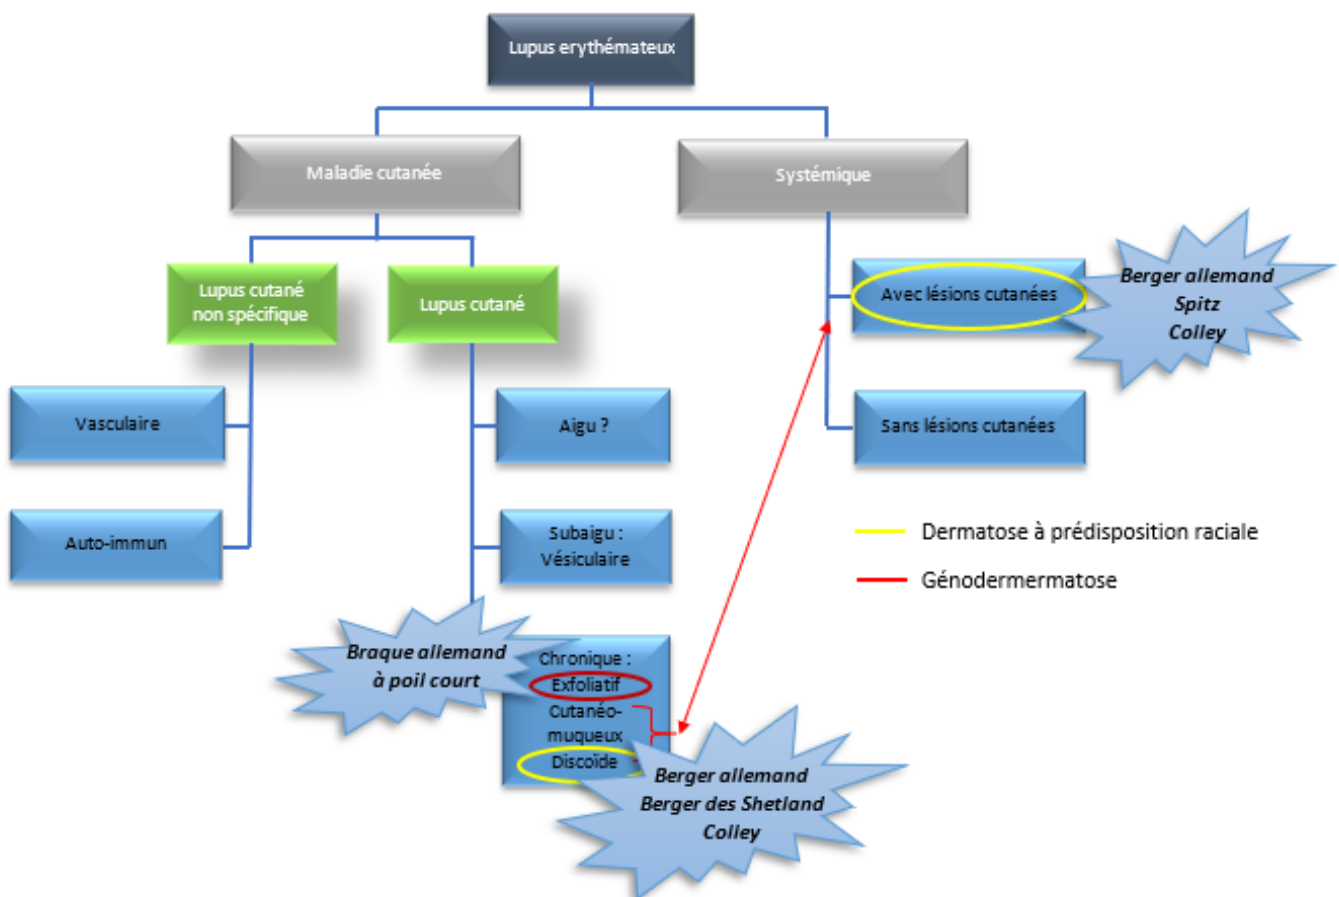 Lupus erythémateux
Maladie cutanée
Systémique
Lupus cutané
non spécifique
Lupus cutané
Avec lésions cutanées
Berger allemand
Spitz
Colley
Vasculaire
Aigu ?
Sans lésions cutanées
Auto-immun
Subaigu :
Vésiculaire
Dermatose à prédisposition raciale
Génodermermatose
Braque allemand
à poil court
Chronique :
Exfoliatif
Cutanéo-
muqueux
Discoïde
Berger allemand
Berger des Shetland
Colley